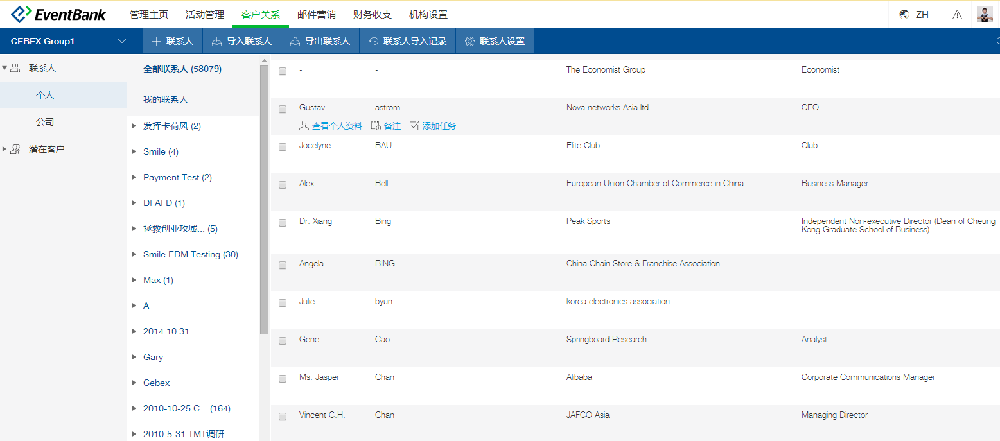 EventBank
管理主页 活动管理 客户关系 邮件营销 财务收支 机构设置
ZH
CEBEX Group1
联系人 导入联系人 导出联系人 联系人导入记录 联系人设置
联系人
个人
公司
潜在客户
全部联系人 (58079)
我的联系人
发挥卡荷风 (2)
Smile (4)
Payment Test (2)
Df Af D (1)
拯救创业攻城... (5)
Smile EDM Testing (30)
Max (1)
A
2014.10.31
Gary
Cebex
2010-10-25 C... (164)
2010-5-31 TMT调研
- - The Economist Group Economist
Gustav astrom Nova networks Asia ltd. CEO
查看个人资料 备注 添加任务
Jocelyne BAU Elite Club Club
Alex Bell European Union Chamber of Commerce in China Business Manager
Dr. Xiang Bing Peak Sports Independent Non-executive Director (Dean of Cheung
Kong Graduate School of Business)
Angela BING China Chain Store & Franchise Association -
Julie byun korea electronics association -
Gene Cao Springboard Research Analyst
Ms. Jasper Chan Alibaba Corporate Communications Manager
Vincent C.H. Chan JAFCO Asia Managing Director